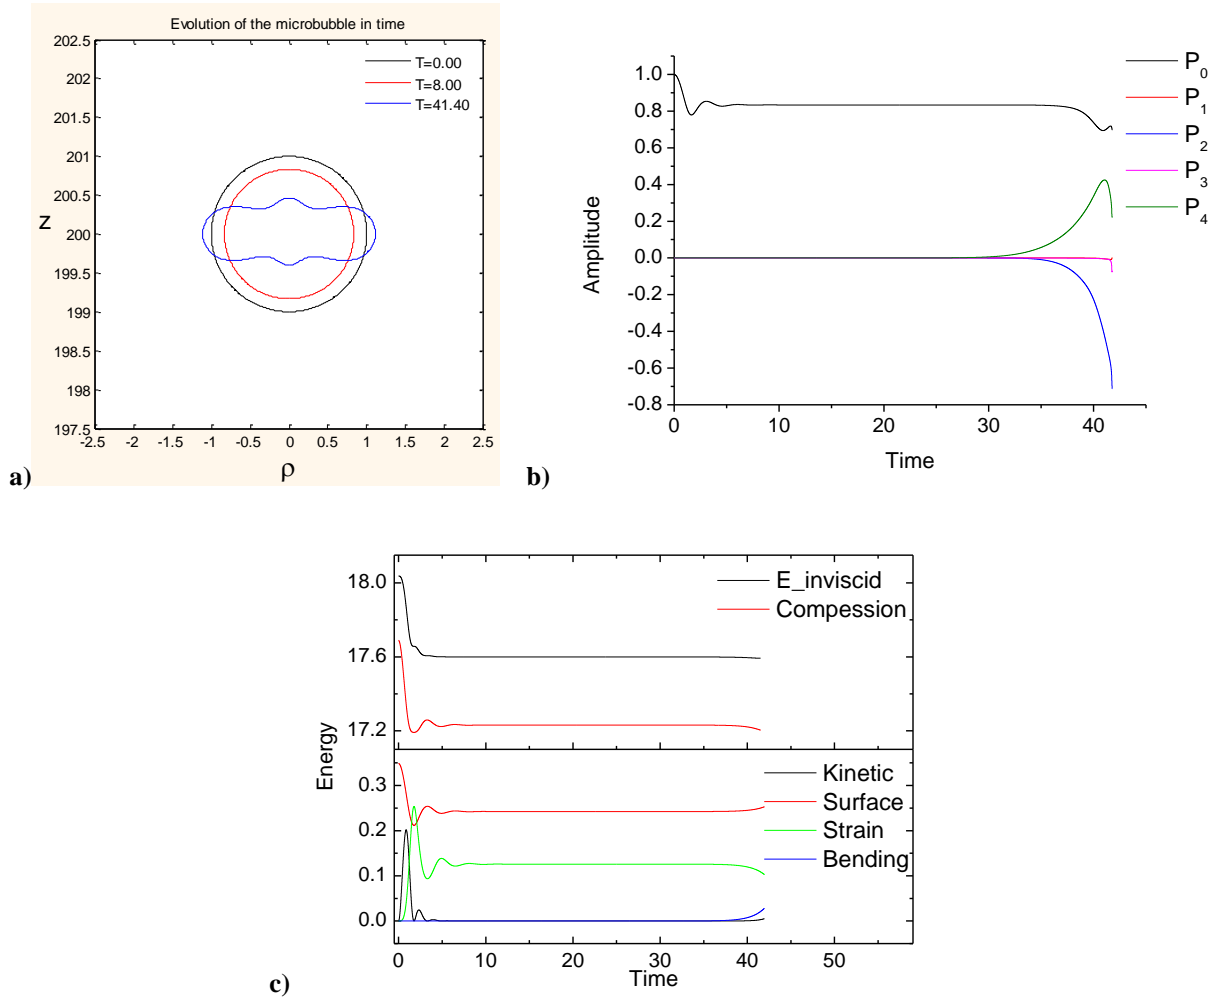 Evolution of the microbubble in time
202.5
202
201.5
201
200.5
200
199.5
199
198.5
198
197.5
z
T=0.00
T=8.00
T=41.40
-2.5 -2 -1.5 -1 -0.5 0 0.5 1 1.5 2 2.5
ρ
a)
1.0
0.8
0.6
0.4
0.2
0.0
-0.2
-0.4
-0.6
-0.8
Amplitude
P0
P1
P2
P3
P4
0 10 20 30 40
Time
b)
18.0
17.6
17.2
E_inviscid
Compession
Energy
0.3
0.2
0.1
0.0
Kinetic
Surface
Strain
Bending
0 10 20 30 40 50
Time
c)